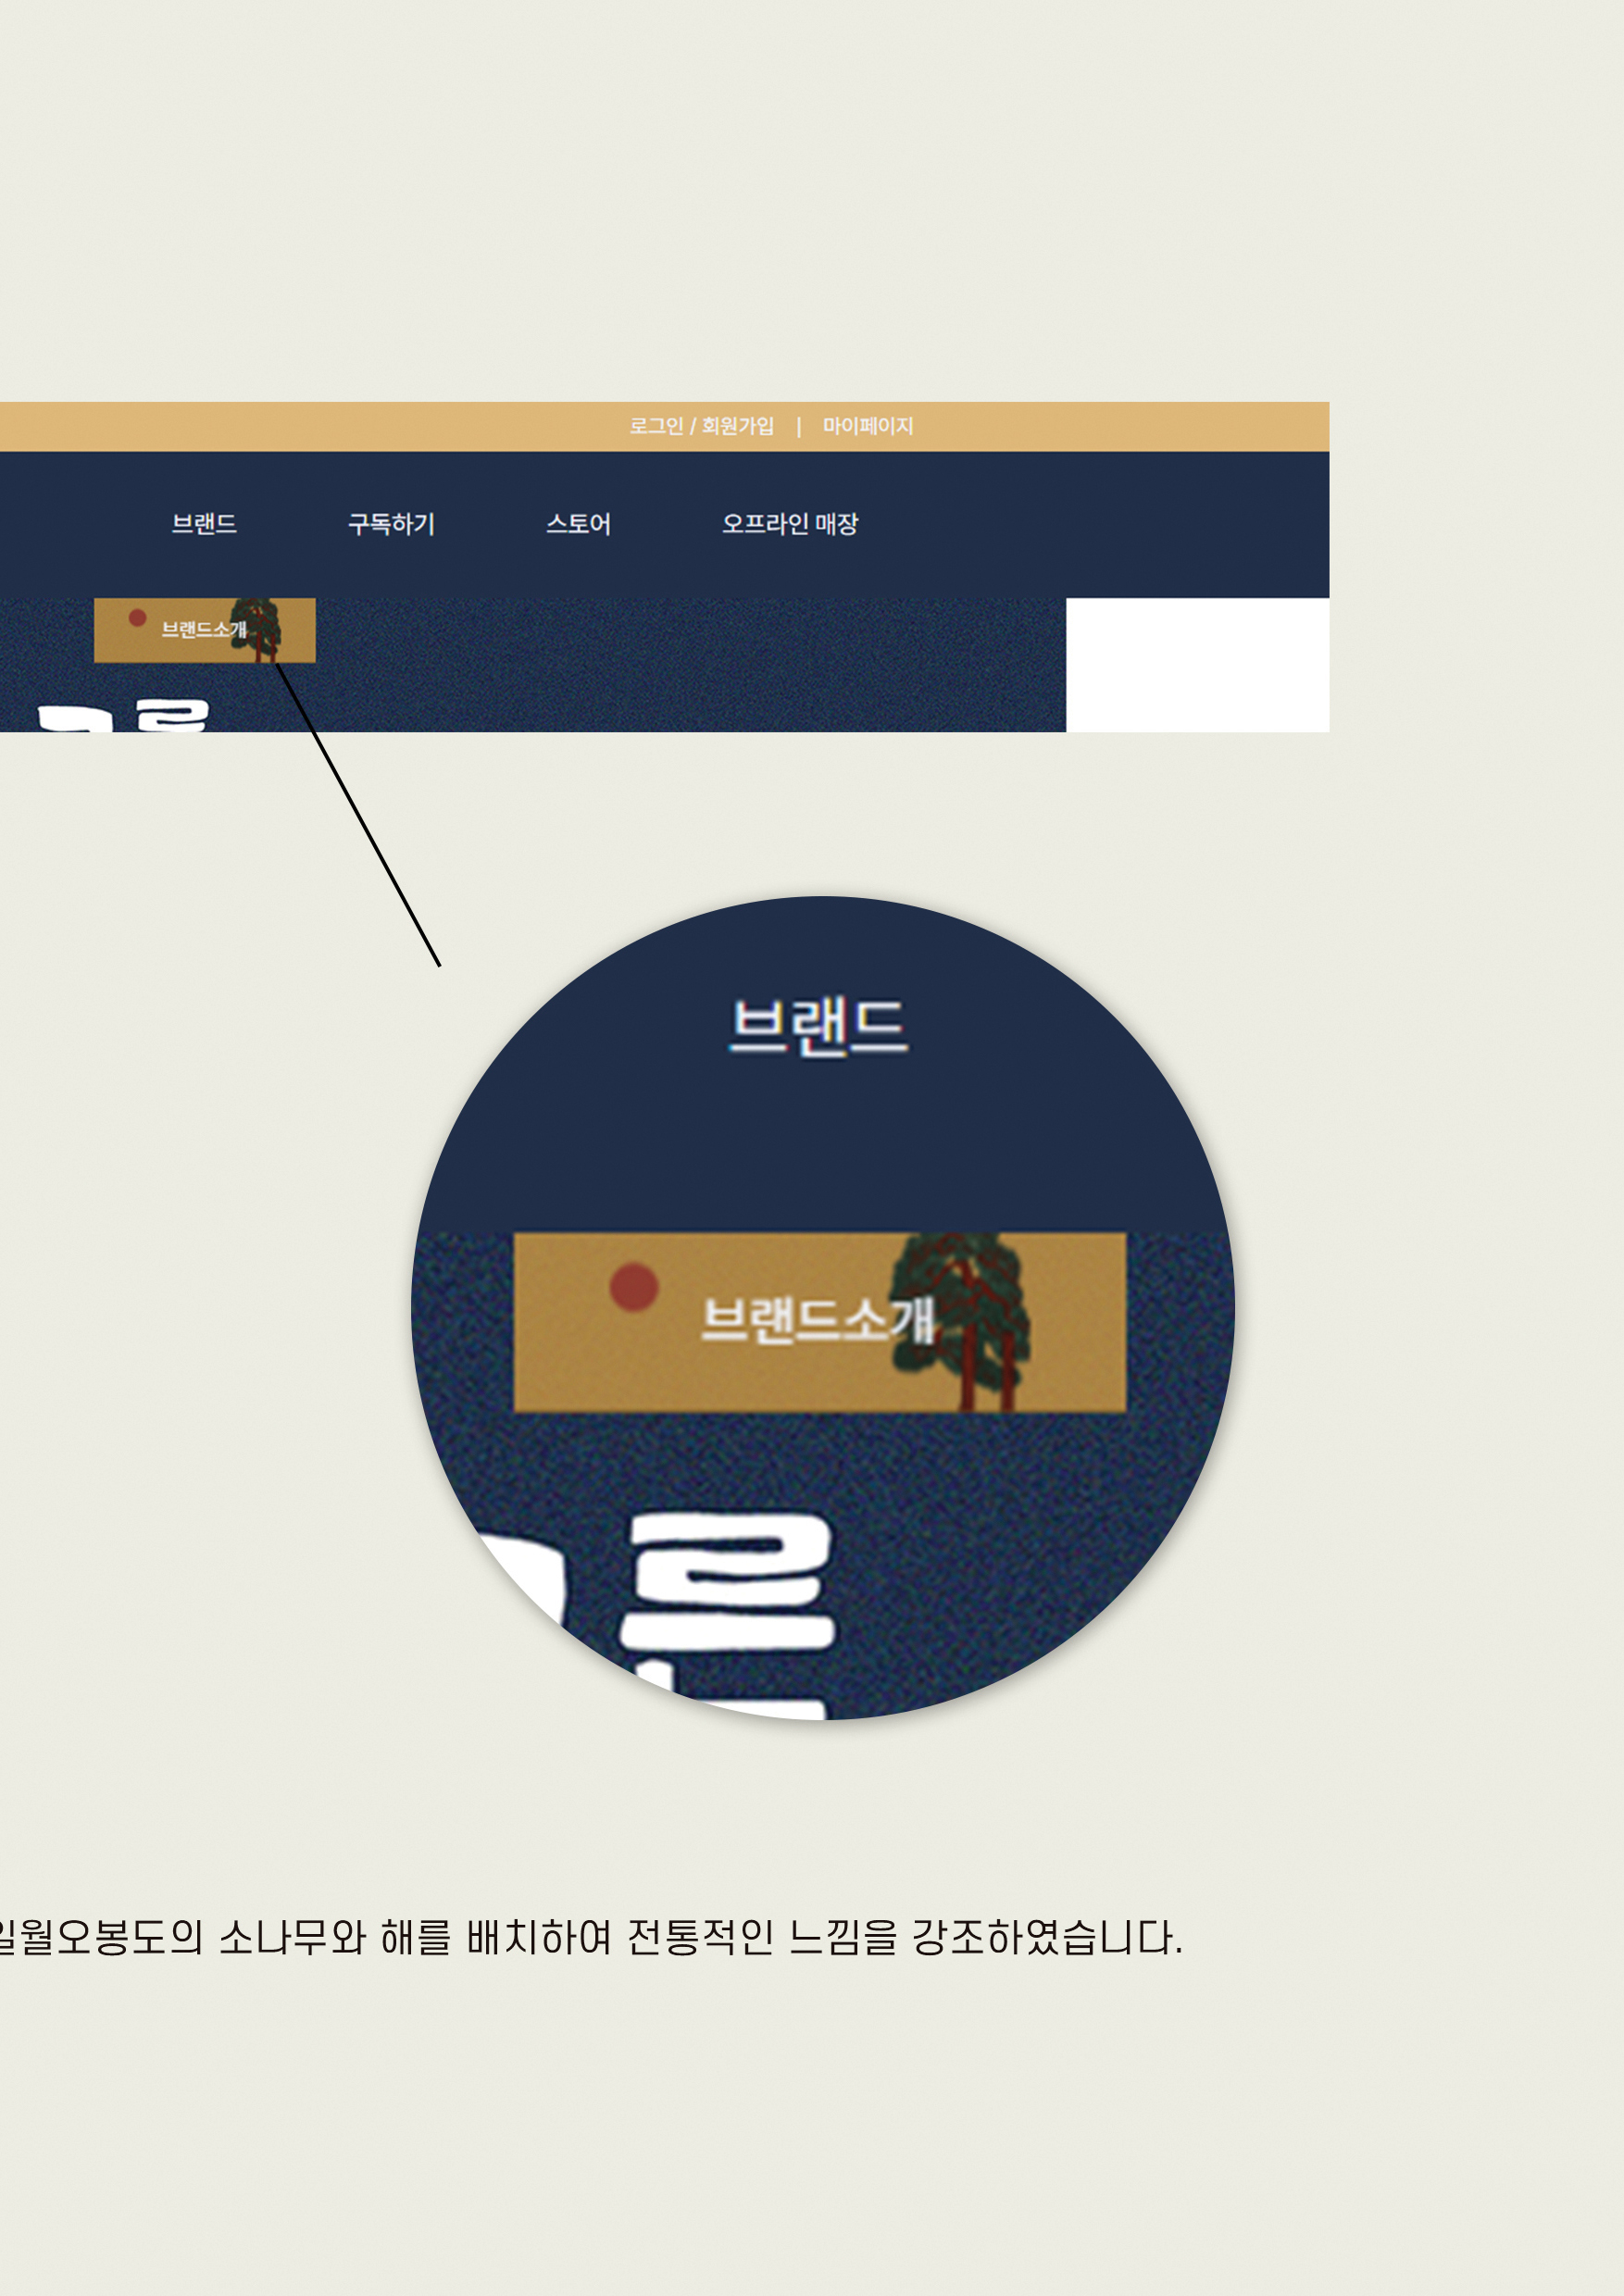 로그인 / 회원가입 | 마이페이지
브랜드 구독하기 스토어 오프라인 매장
브랜드소개
브랜드
브랜드소개
를
일월오봉도의 소나무와 해를 배치하여 전통적인 느낌을 강조하였습니다.